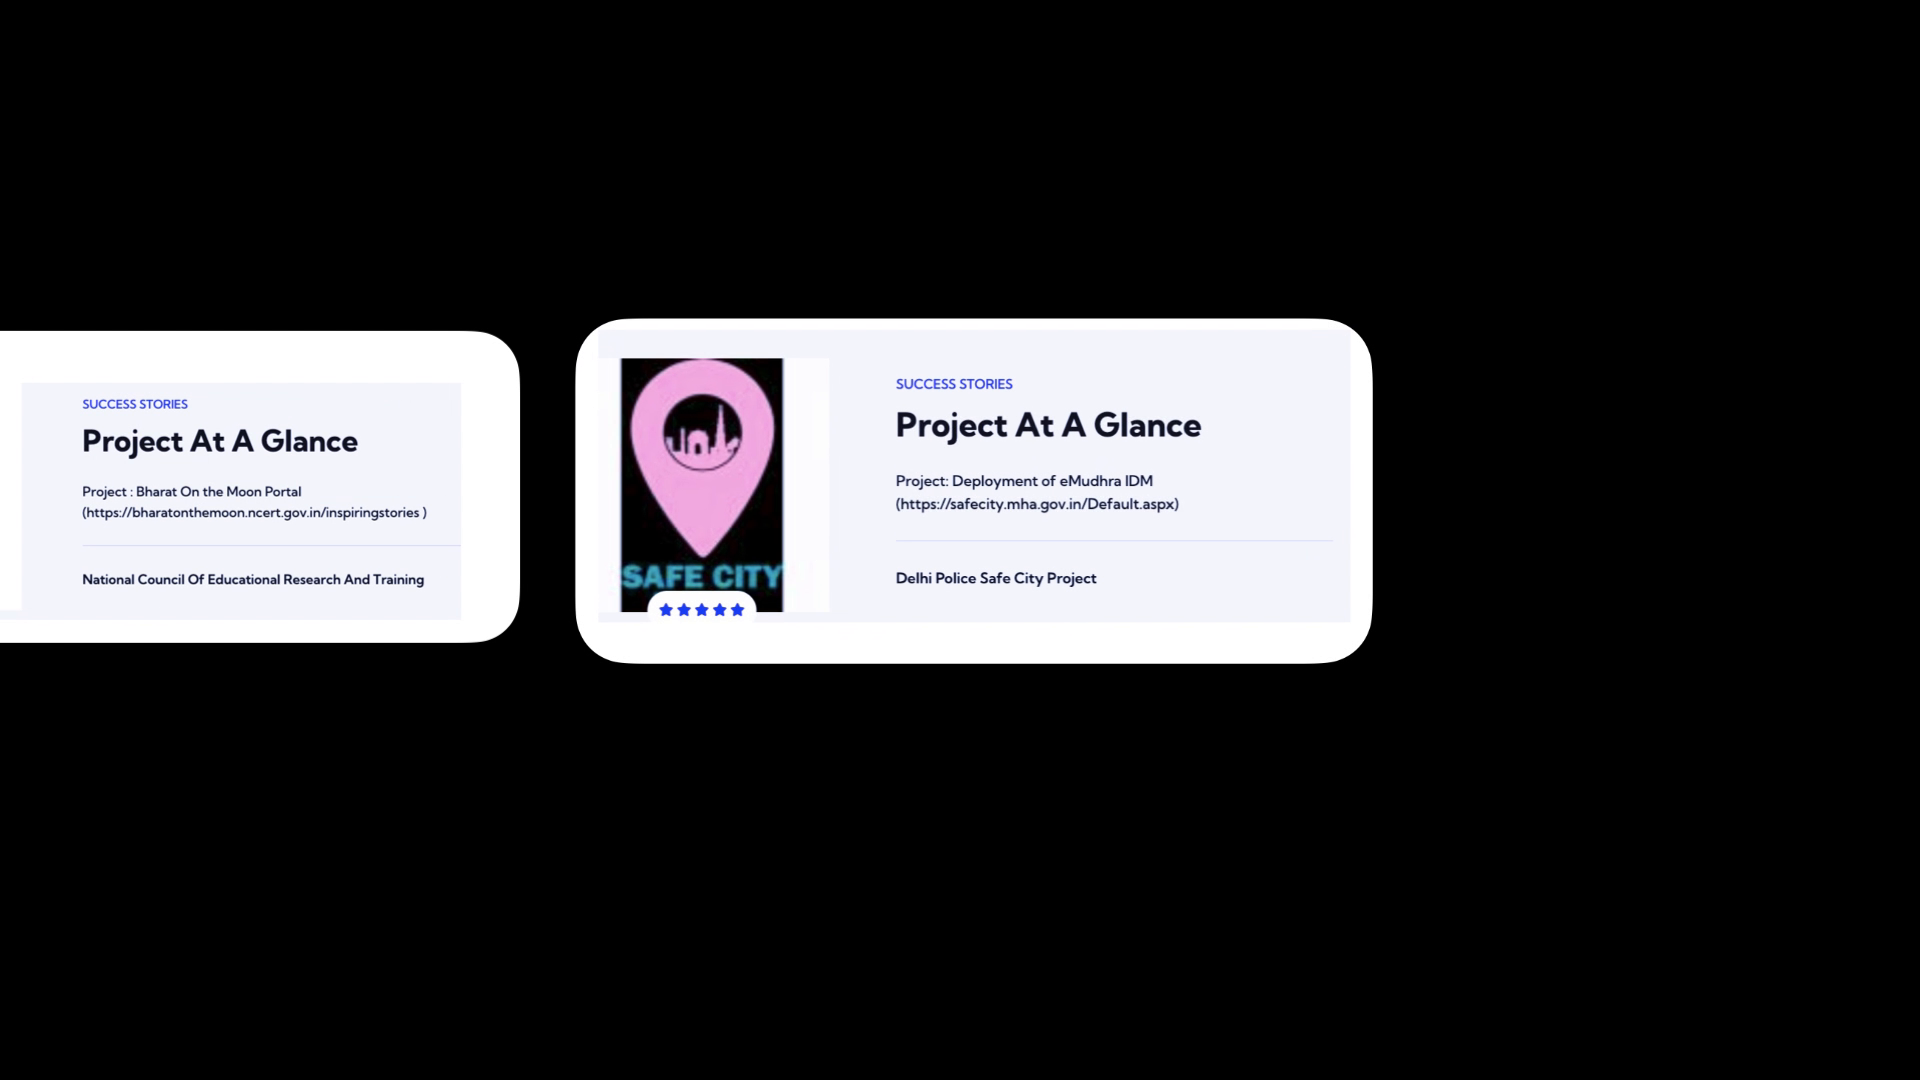 SUCCESS STORIES
Project At A Glance
Project : Bharat On the Moon Portal
(https://bharatonthemoon.ncert.gov.in/inspiringstories )
National Council Of Educational Research And Training
SAFE CITY
SUCCESS STORIES
Project At A Glance
Project: Deployment of eMudhra IDM
(https://safecity.mha.gov.in/Default.aspx)
Delhi Police Safe City Project